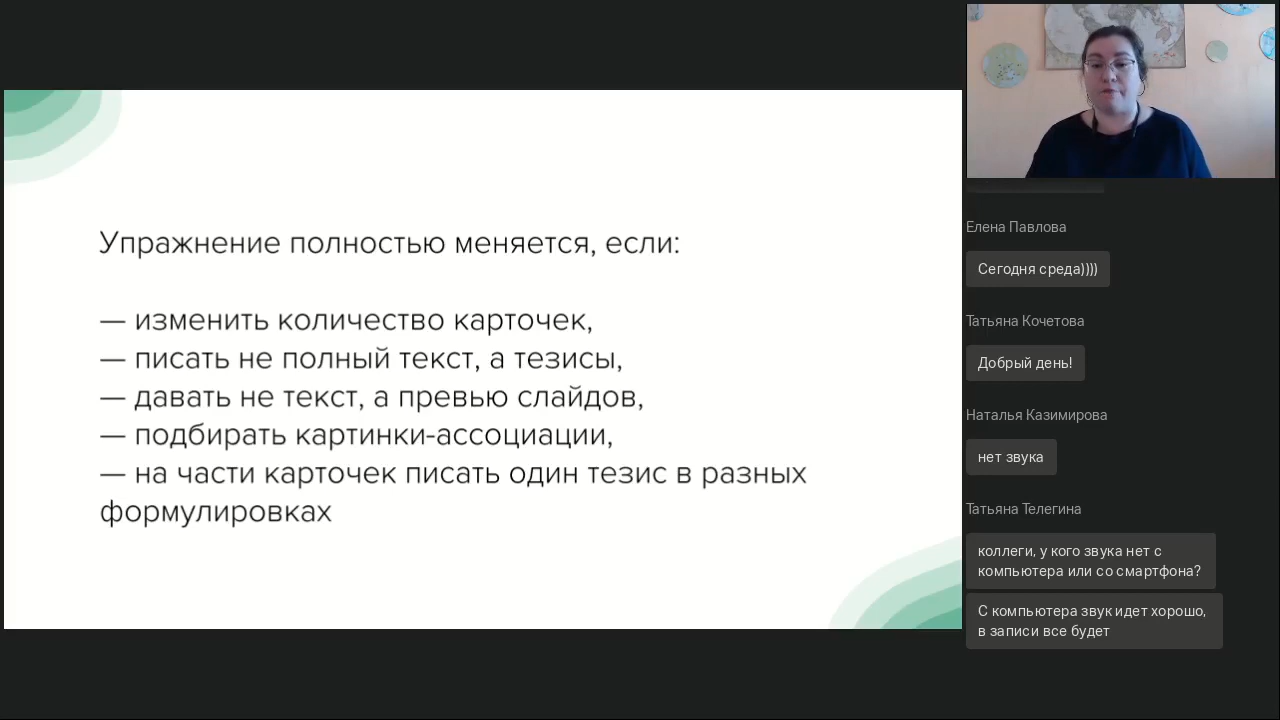 Упражнение полностью меняется, если:
— изменить количество карточек,
— писать не полный текст, а тезисы,
— давать не текст, а превью слайдов,
— подбирать картинки-ассоциации,
— на части карточек писать один тезис в разных
формулировках
Елена Павлова
Сегодня среда))))
Татьяна Кочетова
Добрый день!
Наталья Казимирова
нет звука
Татьяна Телегина
коллеги, у кого звука нет с
компьютера или со смартфона?
С компьютера звук идет хорошо,
в записи все будет